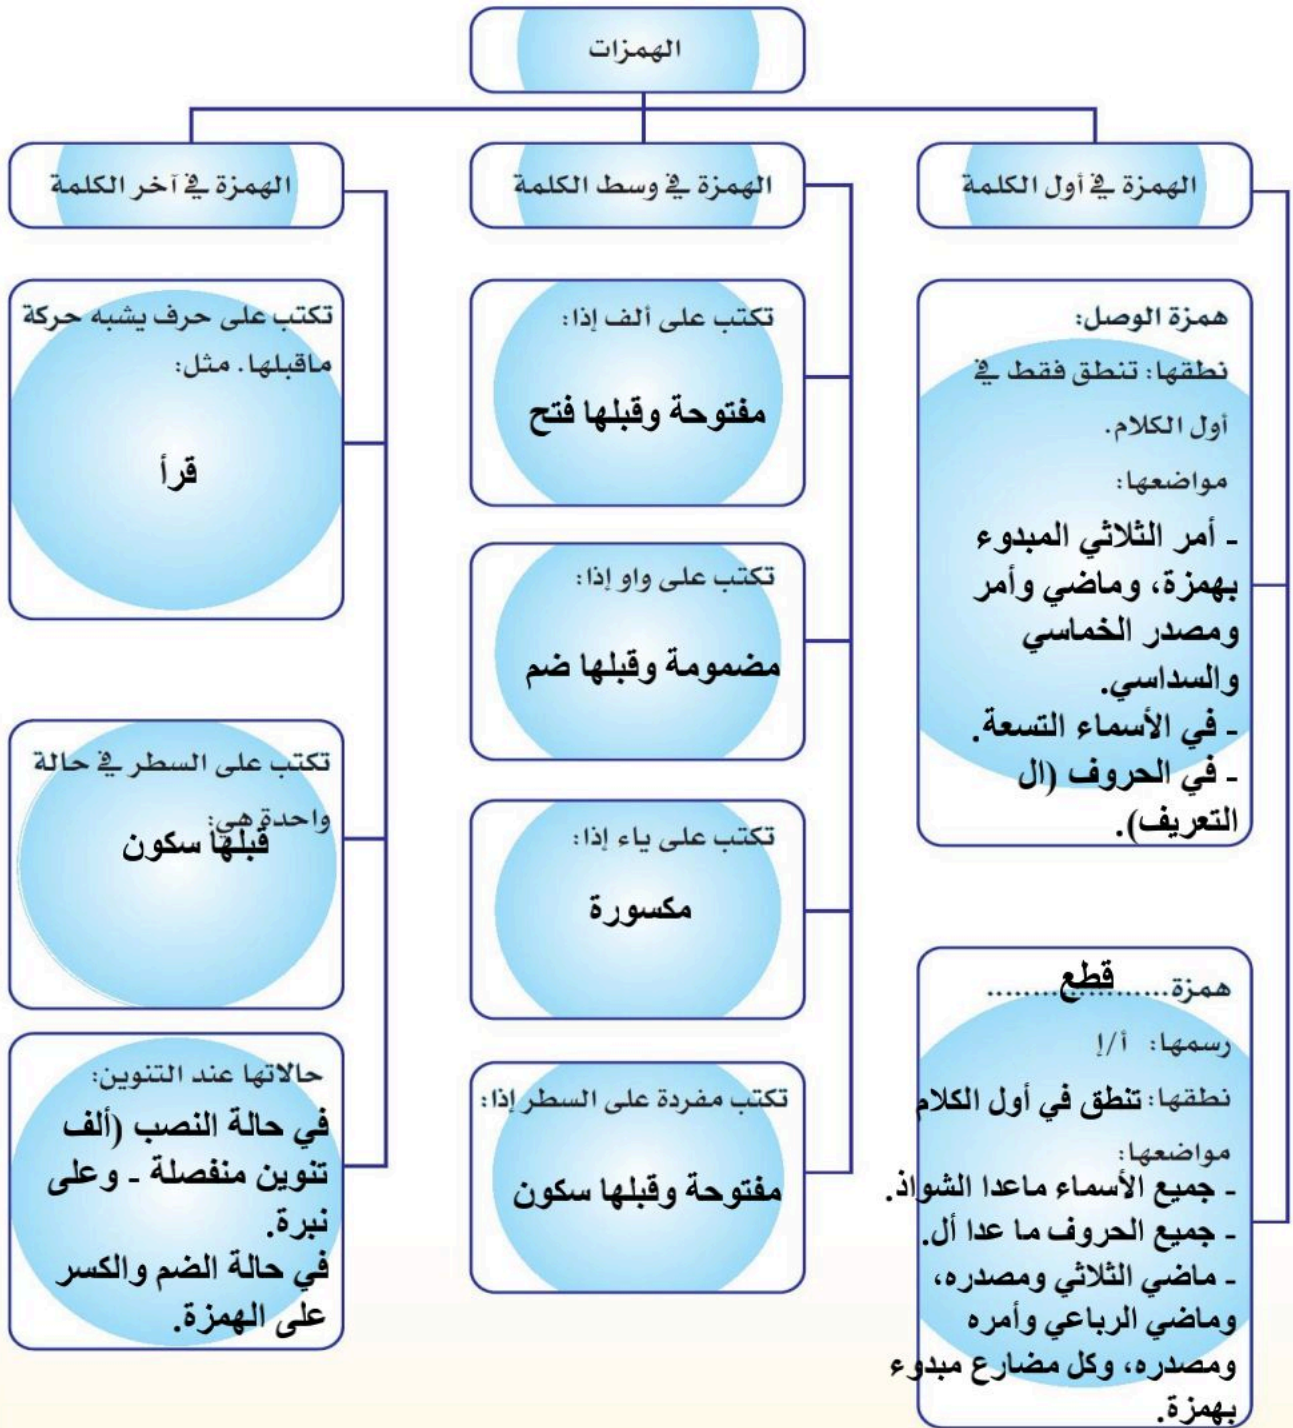 الهمزات
الهمزة في أول الكلمة
همزة الوصل:
نطقها: تنطق فقط في
أول الكلام.
مواضعها:
- أمر الثلاثي المبدوء
بهمزة، وماضي وأمر
ومصدر الخماسي
والسداسي.
- في الأسماء التسعة.
- في الحروف (ال
التعريف).
همزة......قطع..............
رسمها: أ/إ
نطقها: تنطق في أول الكلام
مواضعها:
- جميع الأسماء ماعدا الشواذ.
- جميع الحروف ما عدا أل.
- ماضي الثلاثي ومصدره،
وماضي الرباعي وأمره
ومصدره، وكل مضارع مبدوء
بهمزة.
الهمزة في وسط الكلمة
تكتب على ألف إذا:
مفتوحة وقبلها فتح
تكتب على واو إذا:
مضمومة وقبلها ضم
تكتب على ياء إذا:
مكسورة
تكتب مفردة على السطر إذا:
مفتوحة وقبلها سكون
الهمزة في آخر الكلمة
تكتب على حرف يشبه حركة
ماقبلها. مثل:
قرأ
تكتب على السطر في حالة
واحدة هي:
قبلها سكون
حالاتها عند التنوين:
في حالة النصب (ألف
تنوين منفصلة - وعلى
نبرة.
في حالة الضم والكسر
على الهمزة.